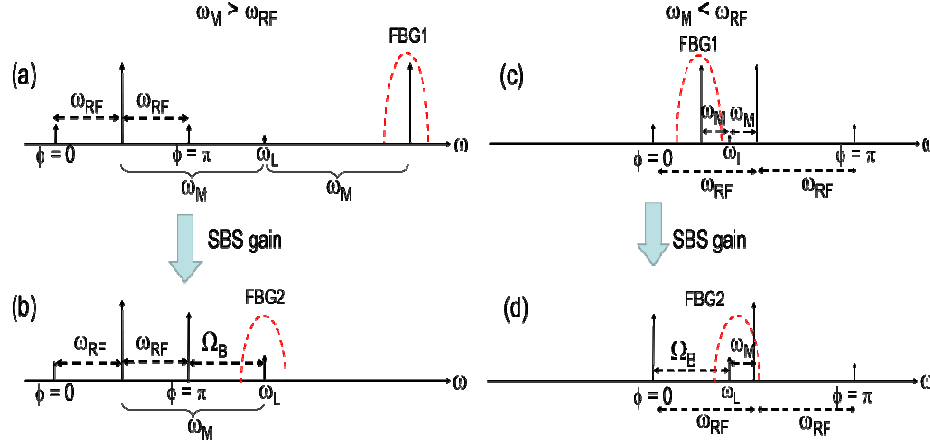 ω_M > ω_RF
ω_M < ω_RF
(a)
FBG1
ω_RF
ω_RF
ϕ = 0
ϕ = π
ω_L
ω
ω_M
ω_M
SBS gain
(c)
FBG1
ω_M
ω_M
ϕ = 0
ϕ = π
ω
ω_RF
ω_RF
SBS gain
(b)
FBG2
ω_RF
ω_RF
Ω_B
ϕ = 0
ϕ = π
ω_L
ω
ω_M
(d)
FBG2
Ω_B
ω_M
ϕ = 0
ω_L
ϕ = π
ω
ω_RF
ω_RF